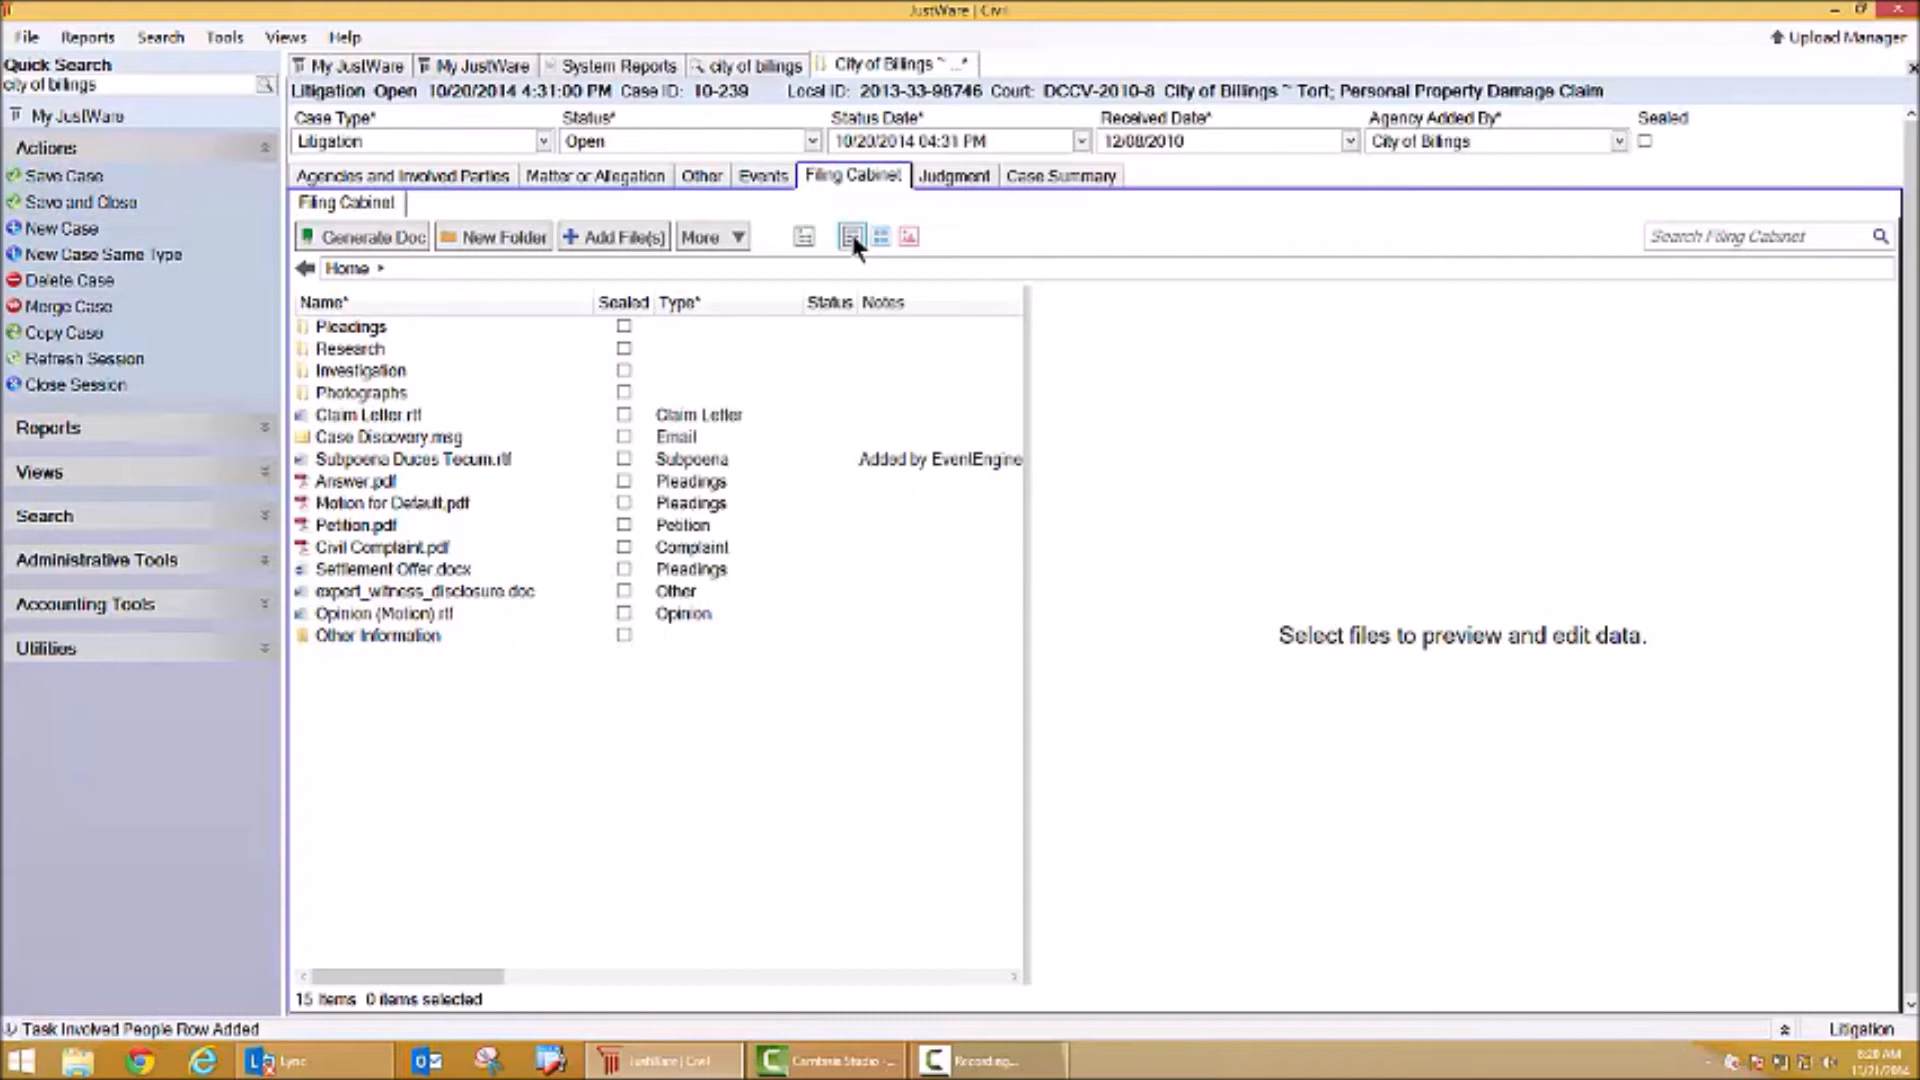 JustWare | Civil
File Reports Search Tools Views Help
Upload Manager
Quick Search
city of billings
My JustWare
My JustWare
System Reports
city of billings
City of Billings ~ ...*
Litigation Open 10/20/2014 4:31:00 PM Case ID: 10-239 Local ID: 2013-33-98746 Court: DCCV-2010-8 City of Billings ~ Tort; Personal Property Damage Claim
My JustWare
Case Type* Status* Status Date* Received Date* Agency Added By* Sealed
Litigation Open 10/20/2014 04:31 PM 12/08/2010 City of Billings
Actions
Save Case
Save and Close
New Case
New Case Same Type
Delete Case
Merge Case
Copy Case
Refresh Session
Close Session
Reports
Views
Search
Administrative Tools
Accounting Tools
Utilities
Agencies and Involved Parties Matter or Allegation Other Events Filing Cabinet Judgment Case Summary
Filing Cabinet
Generate Doc New Folder Add File(s) More
Search Filing Cabinet
Home
Name* Sealed Type* Status Notes
Pleadings
Research
Investigation
Photographs
Claim Letter.rtf Claim Letter
Case Discovery.msg Email
Subpoena Duces Tecum.rtf Subpoena Added by EventEngine
Answer.pdf Pleadings
Motion for Default.pdf Pleadings
Petition.pdf Petition
Civil Complaint.pdf Complaint
Settlement Offer.docx Pleadings
expert_witness_disclosure.doc Other
Opinion (Motion).rtf Opinion
Other Information
Select files to preview and edit data.
15 items 0 items selected
Task Involved People Row Added
Litigation
Lync
JustWare | Civil
Camtasia Studio - ...
Recording...
8:20 AM